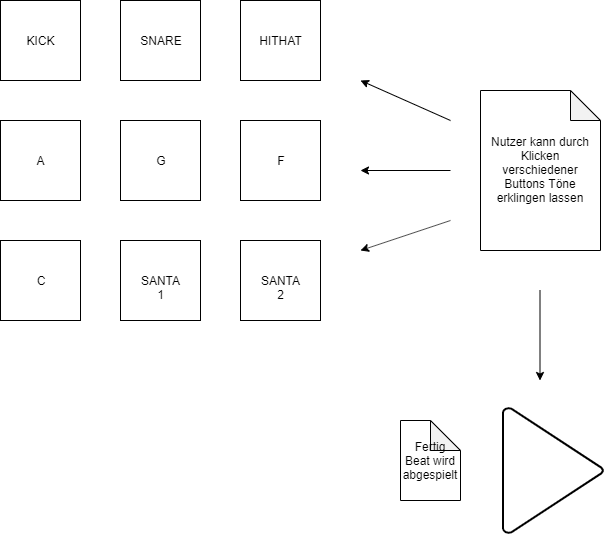 KICK
SNARE
HITHAT
A
G
F
C
SANTA
1
SANTA
2
Nutzer kann durch
Klicken
verschiedener
Buttons Töne
erklingen lassen
Fertig
Beat wird
abgespielt